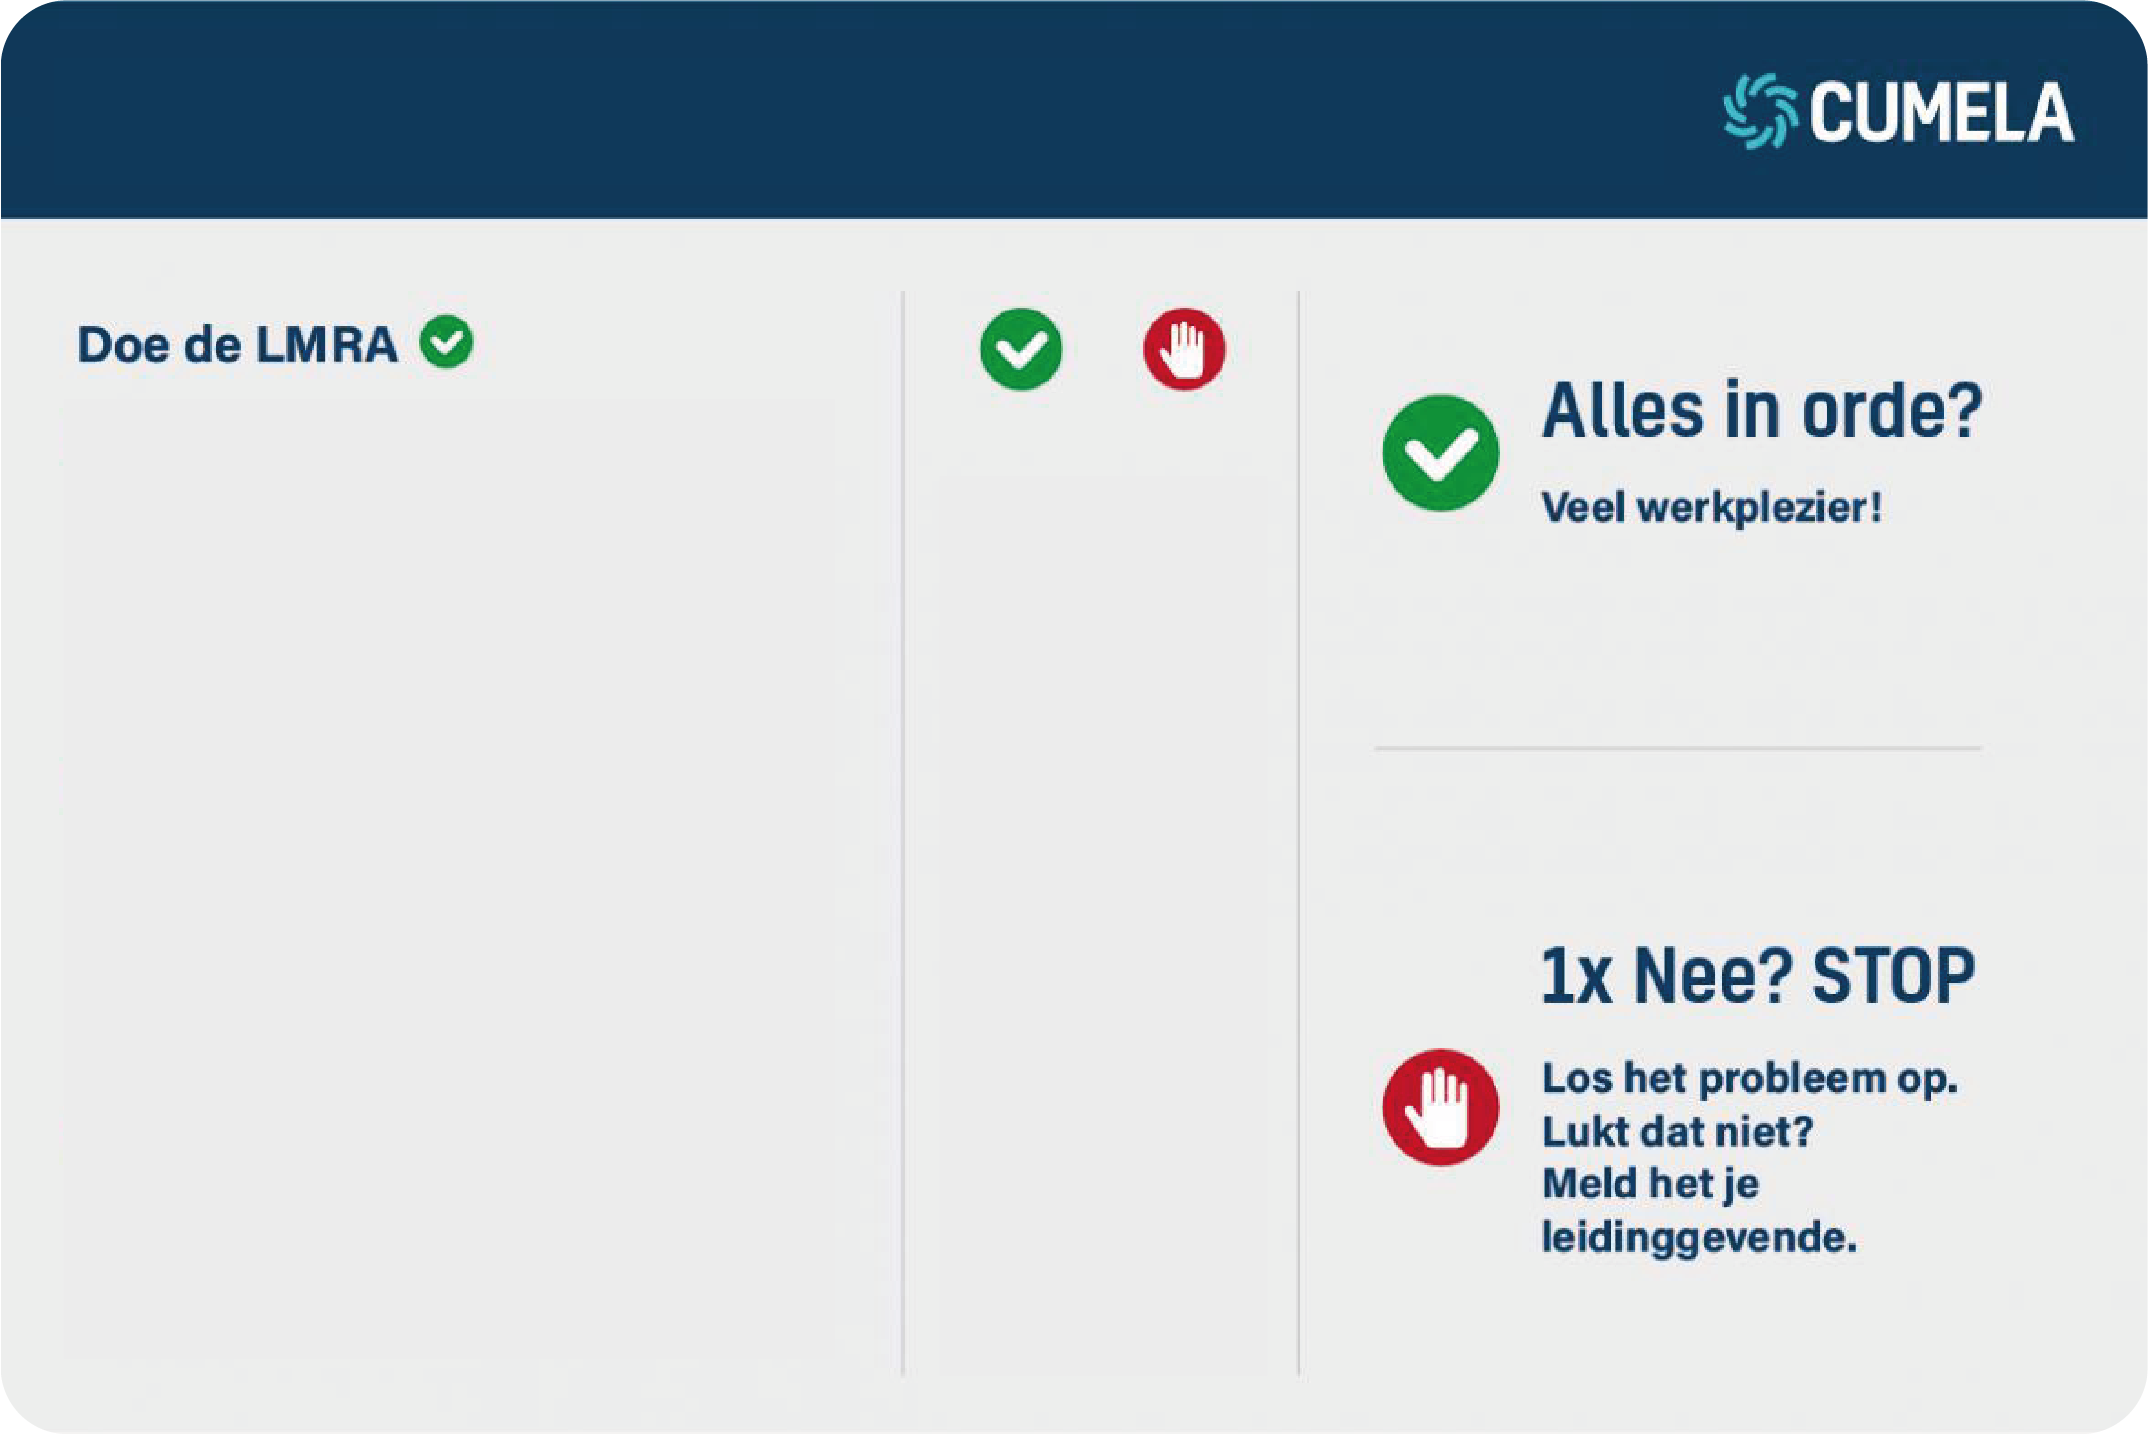 CUMELA
Doe de LMRA
Alles in orde?
Veel werkplezier!
1x Nee? STOP
Los het probleem op.
Lukt dat niet?
Meld het je
leidinggevende.